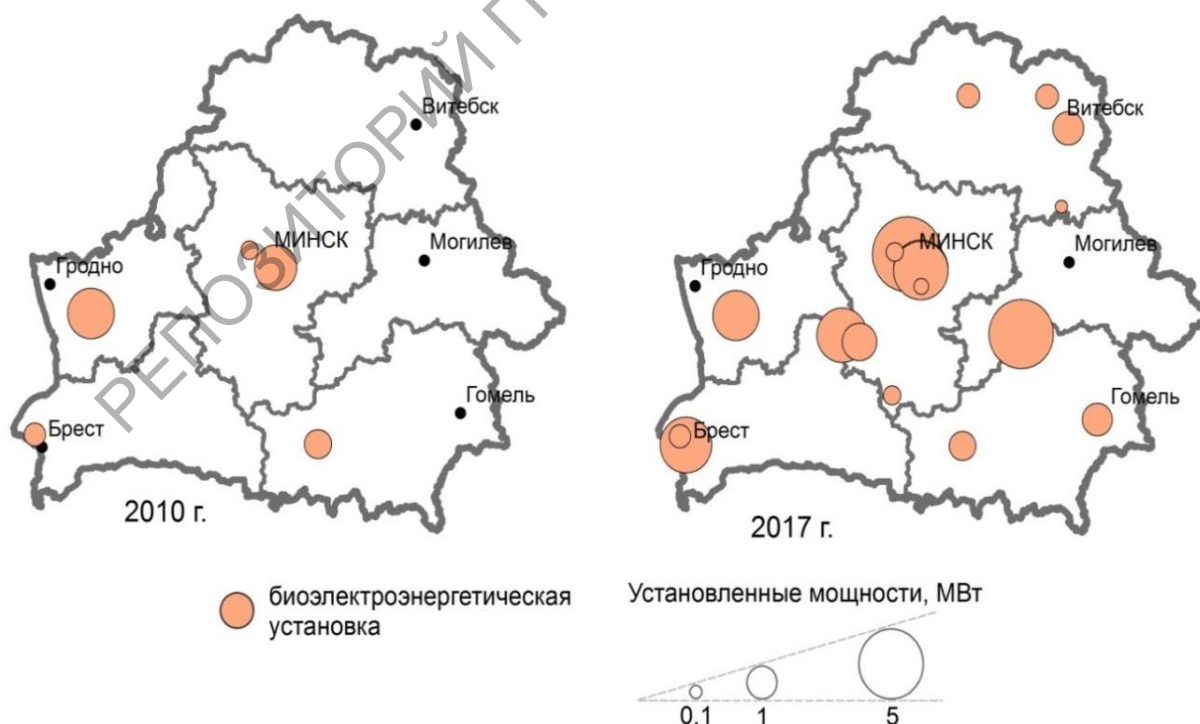 РЕПОЗИТОРИЙ
Витебск
МИНСК
Могилев
Гродно
Гомель
Брест
2010 г.
Витебск
МИНСК
Могилев
Гродно
Гомель
Брест
2017 г.
биоэлектроэнергетическая
установка
Установленные мощности, МВт
0,1 1 5